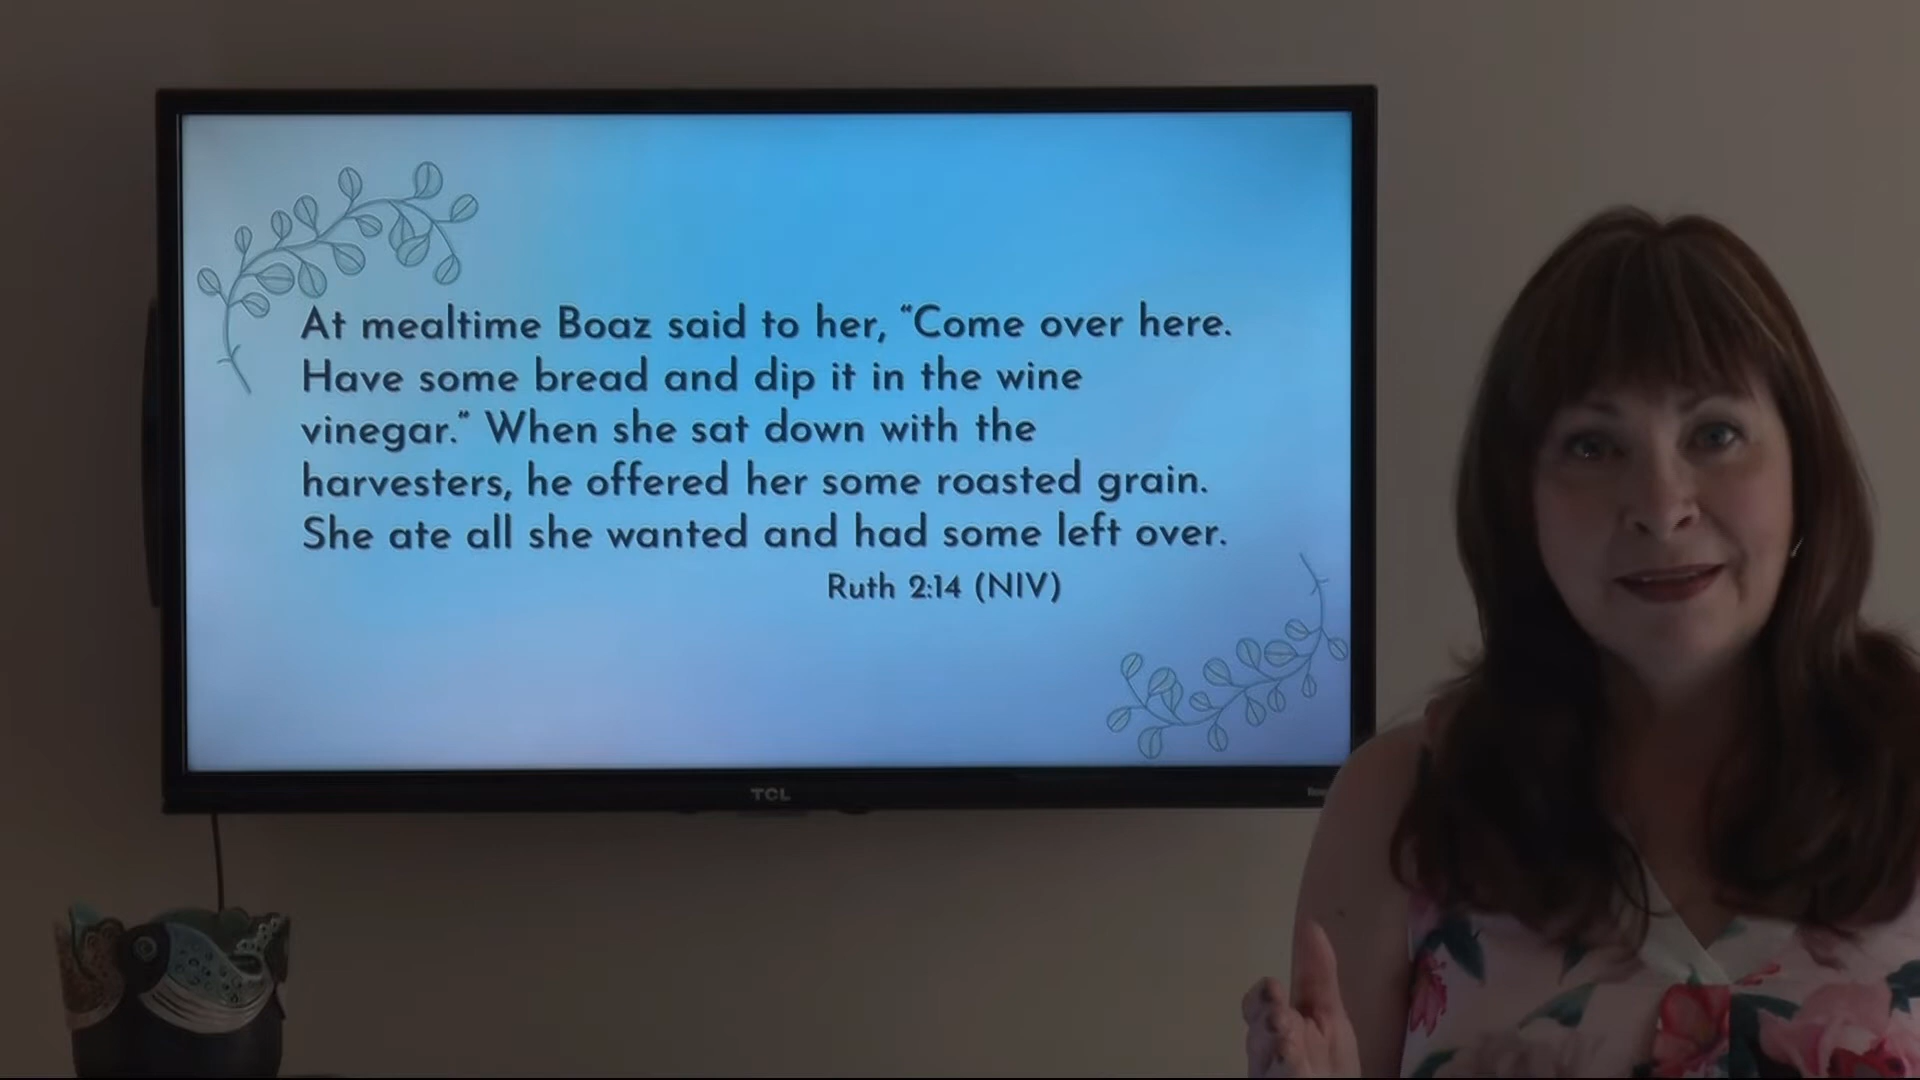 At mealtime Boaz said to her, “Come over here.
Have some bread and dip it in the wine
vinegar.” When she sat down with the
harvesters, he offered her some roasted grain.
She ate all she wanted and had some left over.
Ruth 2:14 (NIV)
TCL